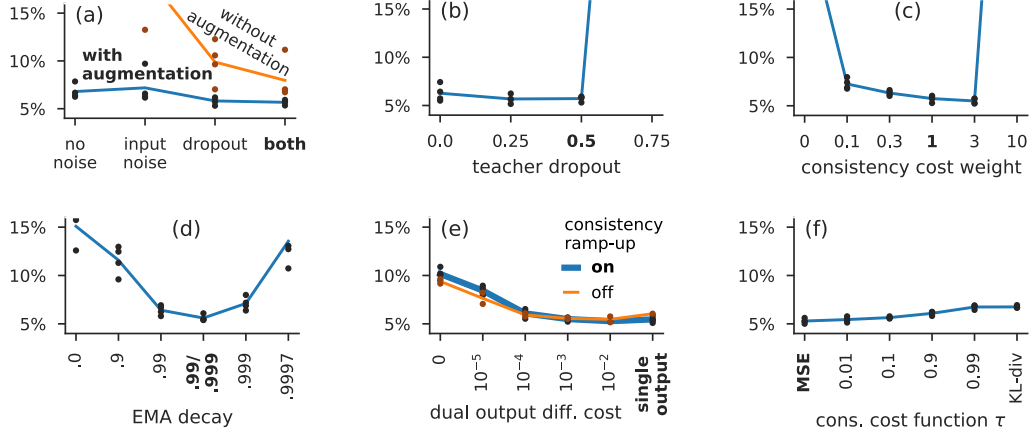 (a)
without
augmentation
with
augmentation
15%
10%
5%
no
noise
input
noise
dropout
both
(b)
15%
10%
5%
0.0
0.25
0.5
0.75
teacher dropout
(c)
15%
10%
5%
0
0.1
0.3
1
3
10
consistency cost weight
(d)
15%
10%
5%
.0
.9
.99
.99/
.999
.999
.9997
EMA decay
(e)
consistency
ramp-up
on
off
15%
10%
5%
0
10⁻⁵
10⁻⁴
10⁻³
10⁻²
single
output
dual output diff. cost
(f)
15%
10%
5%
MSE
0.01
0.1
0.9
0.99
KL-div
cons. cost function τ